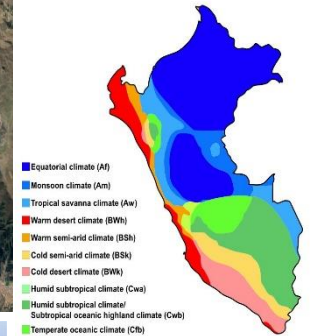 Equatorial climate (Af)
Monsoon climate (Am)
Tropical savanna climate (Aw)
Warm desert climate (BWh)
Warm semi-arid climate (BSh)
Cold semi-arid climate (BSk)
Cold desert climate (BWk)
Humid subtropical climate (Cwa)
Humid subtropical climate/
Subtropical oceanic highland climate (Cwb)
Temperate oceanic climate (Cfb)